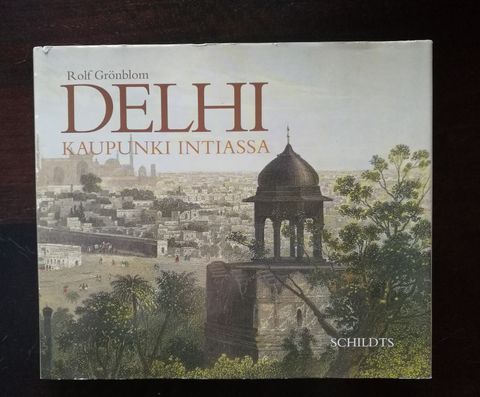 Rolf Grönblom
DELHI
KAUPUNKI INTIASSA
SCHILDTS